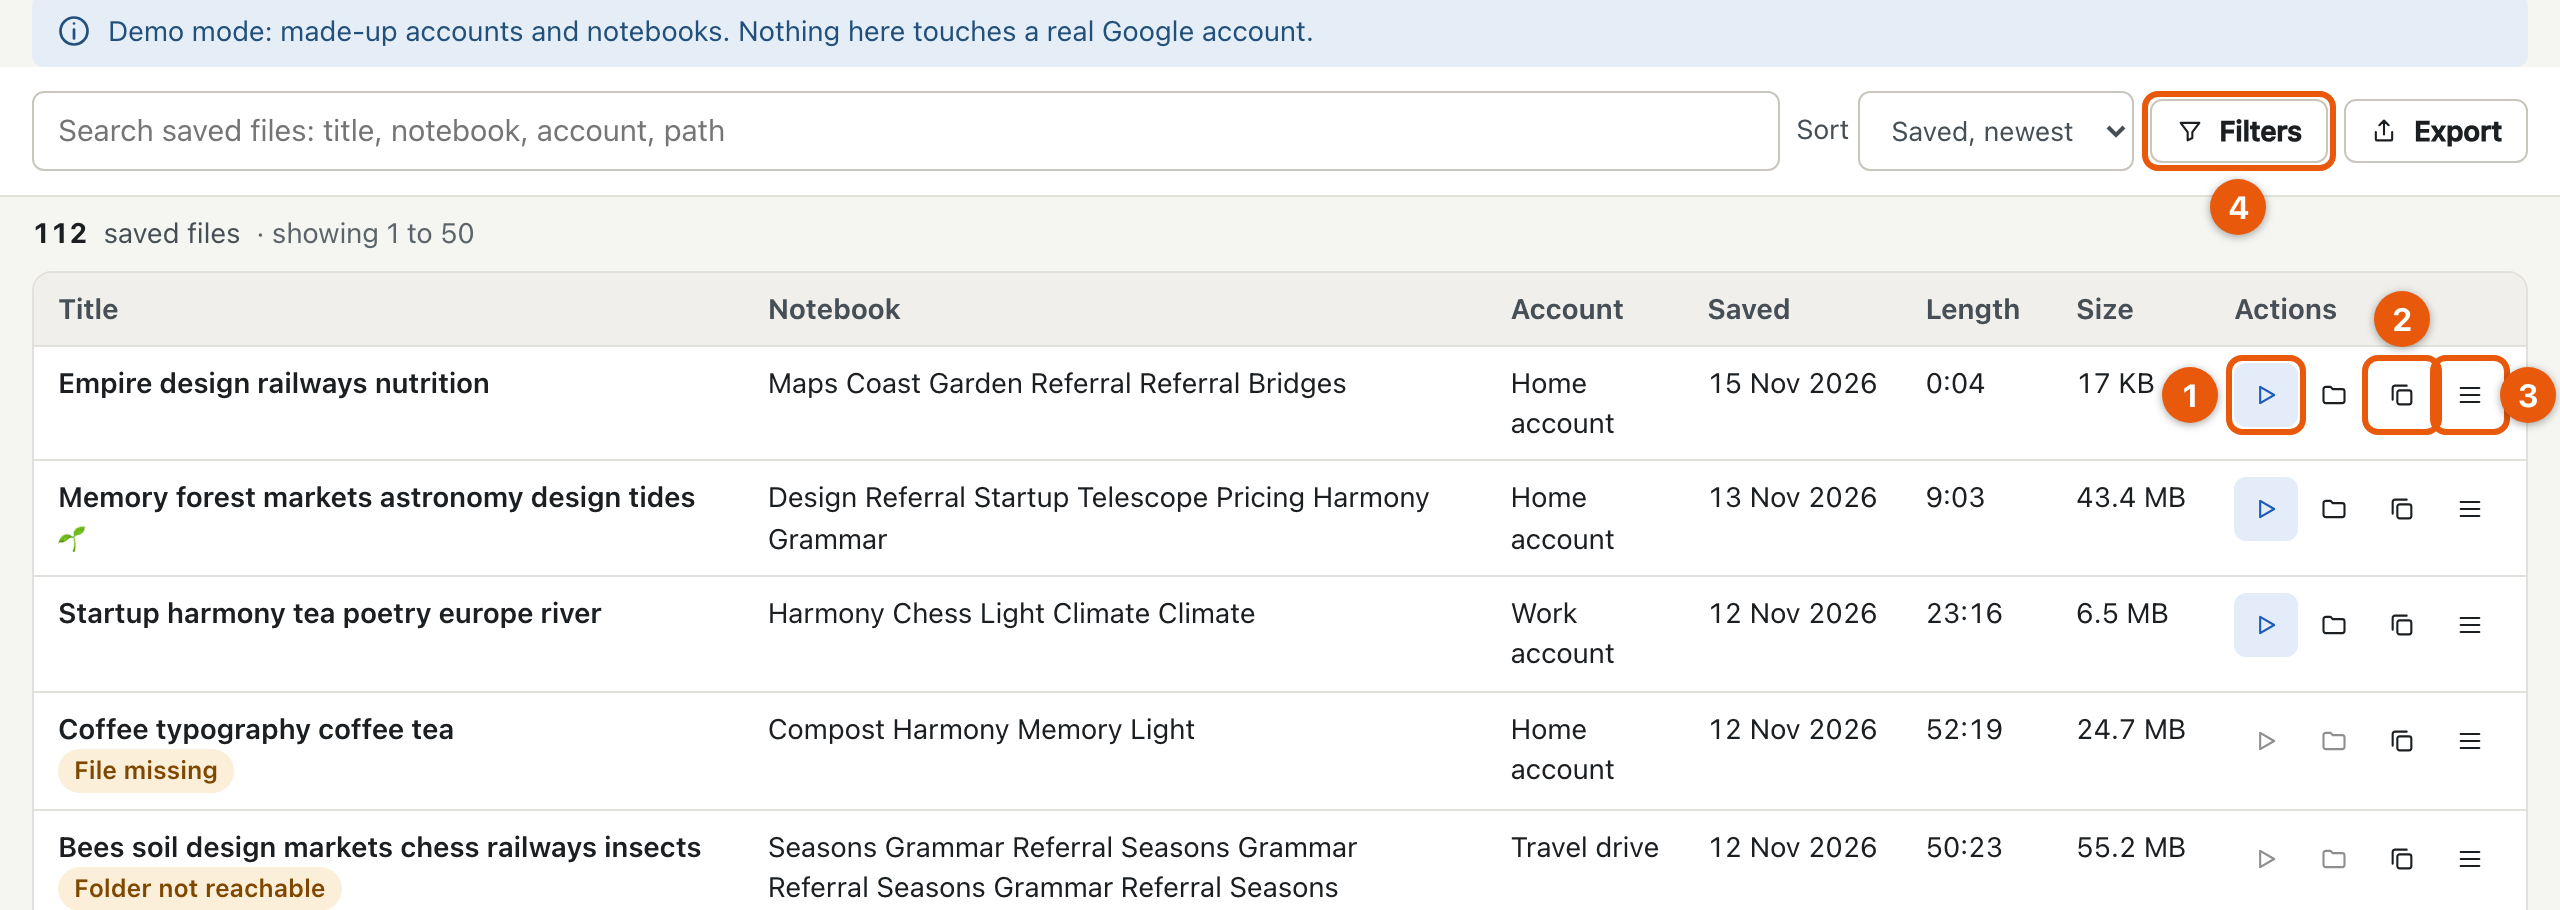 Demo mode: made-up accounts and notebooks. Nothing here touches a real Google account.
Search saved files: title, notebook, account, path
Sort
Saved, newest
Filters
Export
4
112 saved files · showing 1 to 50
Title Notebook Account Saved Length Size Actions
2
Empire design railways nutrition Maps Coast Garden Referral Referral Bridges Home 15 Nov 2026 0:04 17 KB
account
1
3
Memory forest markets astronomy design tides Design Referral Startup Telescope Pricing Harmony Home 13 Nov 2026 9:03 43.4 MB
🌱 Grammar account
Startup harmony tea poetry europe river Harmony Chess Light Climate Climate Work 12 Nov 2026 23:16 6.5 MB
account
Coffee typography coffee tea Compost Harmony Memory Light Home 12 Nov 2026 52:19 24.7 MB
File missing account
Bees soil design markets chess railways insects Seasons Grammar Referral Seasons Grammar Travel drive 12 Nov 2026 50:23 55.2 MB
Folder not reachable Referral Seasons Grammar Referral Seasons